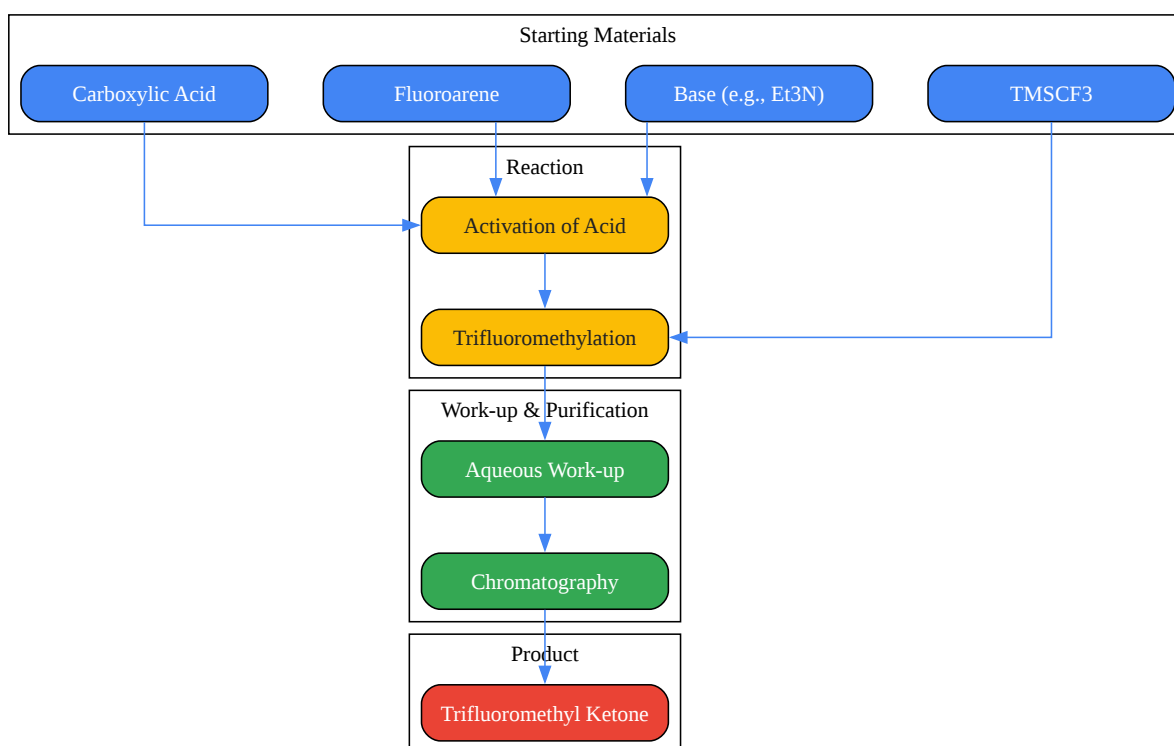 Starting Materials
Carboxylic Acid
Fluoroarene
Base (e.g., Et3N)
TMSCF3
Reaction
Activation of Acid
Trifluoromethylation
Work-up & Purification
Aqueous Work-up
Chromatography
Product
Trifluoromethyl Ketone